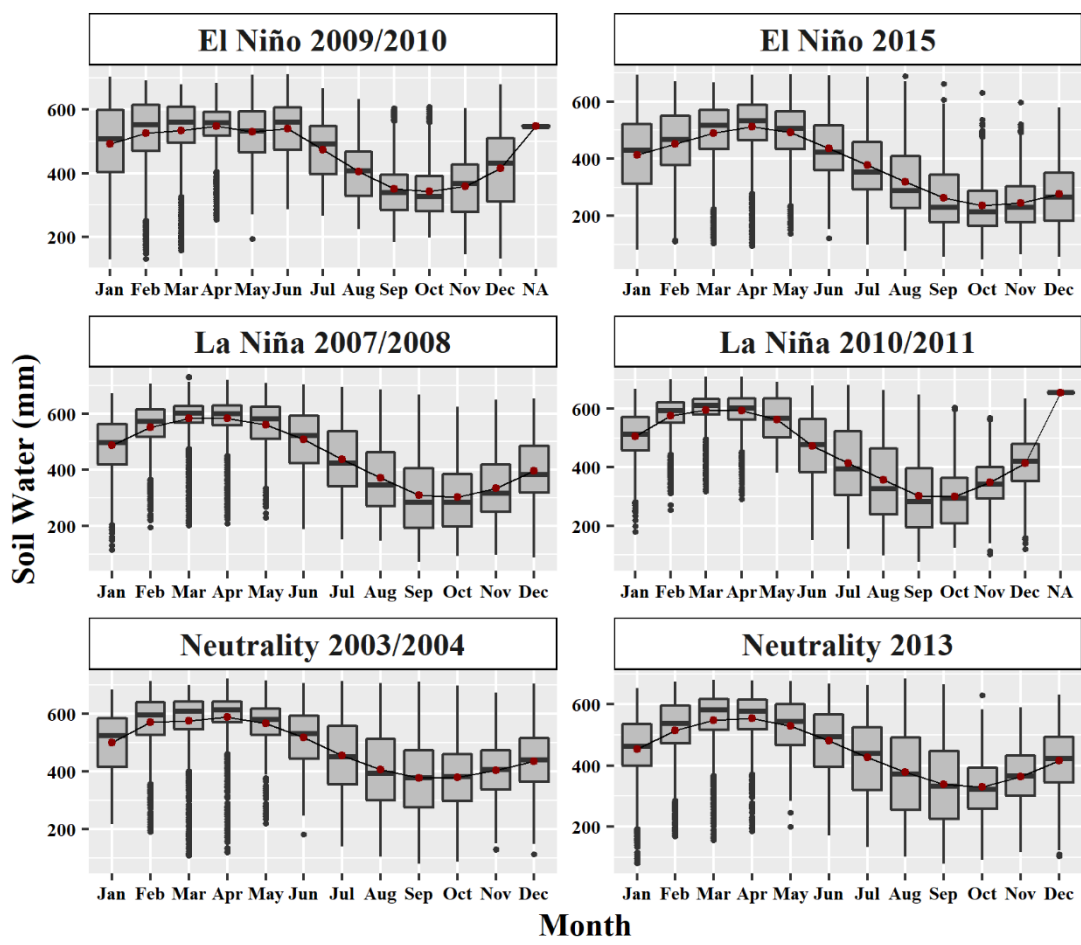 El Niño 2009/2010
El Niño 2015
600
400
200
Jan Feb Mar Apr May Jun Jul Aug Sep Oct Nov Dec NA
600
400
200
Jan Feb Mar Apr May Jun Jul Aug Sep Oct Nov Dec
La Niña 2007/2008
La Niña 2010/2011
Soil Water (mm)
600
400
200
Jan Feb Mar Apr May Jun Jul Aug Sep Oct Nov Dec
600
400
200
Jan Feb Mar Apr May Jun Jul Aug Sep Oct Nov Dec NA
Neutrality 2003/2004
Neutrality 2013
600
400
200
Jan Feb Mar Apr May Jun Jul Aug Sep Oct Nov Dec
600
400
200
Jan Feb Mar Apr May Jun Jul Aug Sep Oct Nov Dec
Month